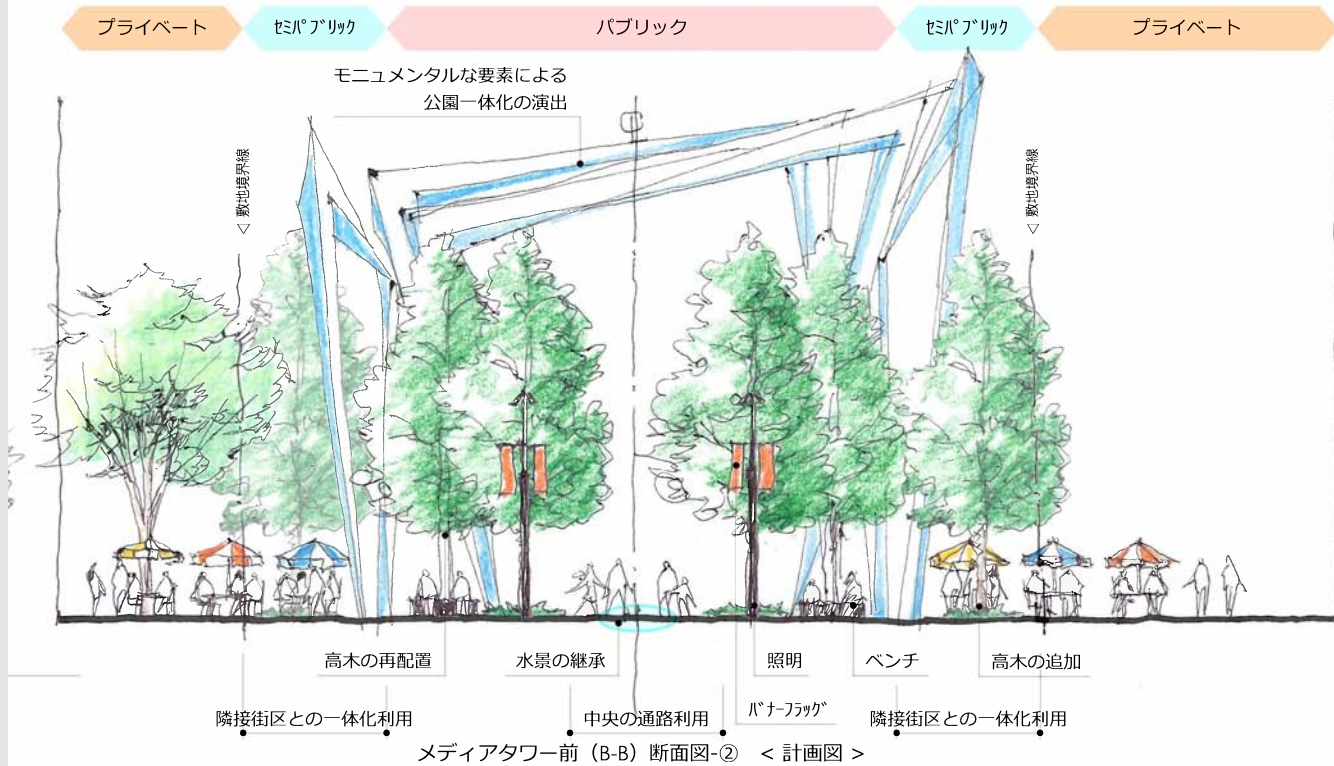 プライベート
ｾﾐﾊﾟﾌﾞﾘｯｸ
パブリック
ｾﾐﾊﾟﾌﾞﾘｯｸ
プライベート
モニュメンタルな要素による
公園一体化の演出
◁ 敷地境界線
◁ 敷地境界線
高木の再配置
水景の継承
照明
ベンチ
高木の追加
隣接街区との一体化利用
中央の通路利用
ﾊﾞﾅｰﾌﾗｯｸﾞ
隣接街区との一体化利用
メディアタワー前（B-B）断面図-② ＜ 計画図 ＞